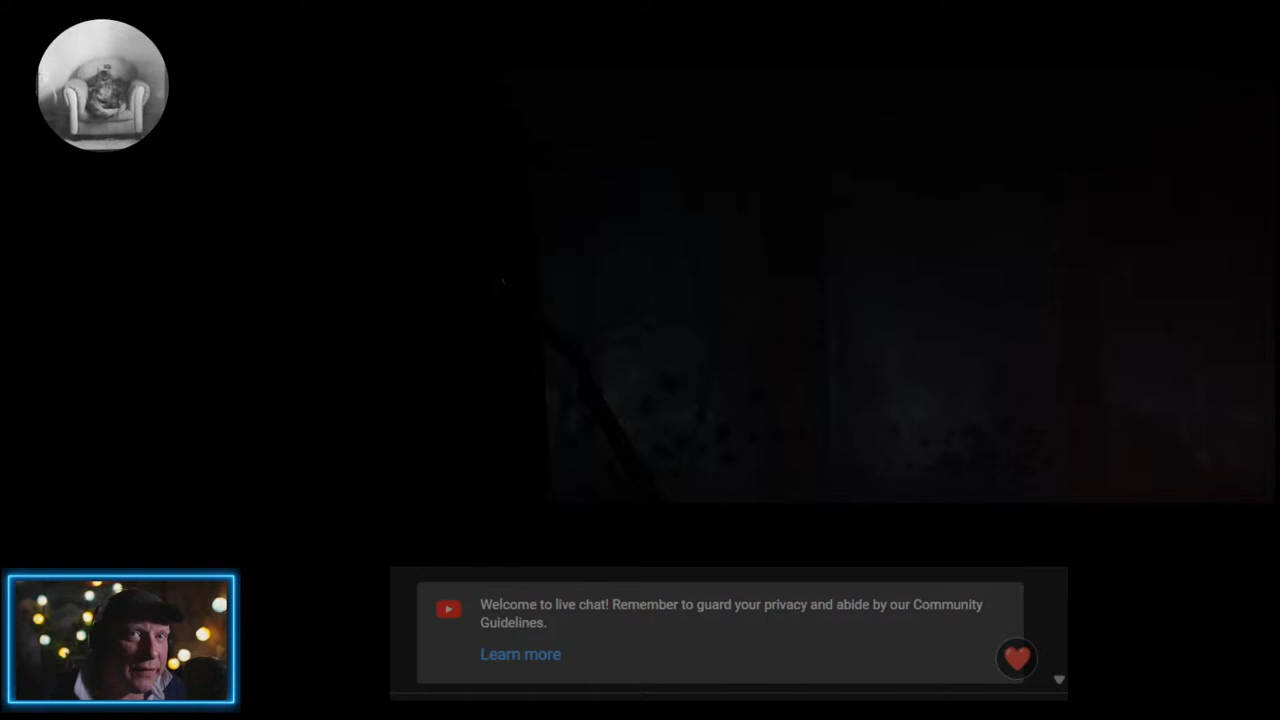 Welcome to live chat! Remember to guard your privacy and abide by our Community
Guidelines.
Learn more